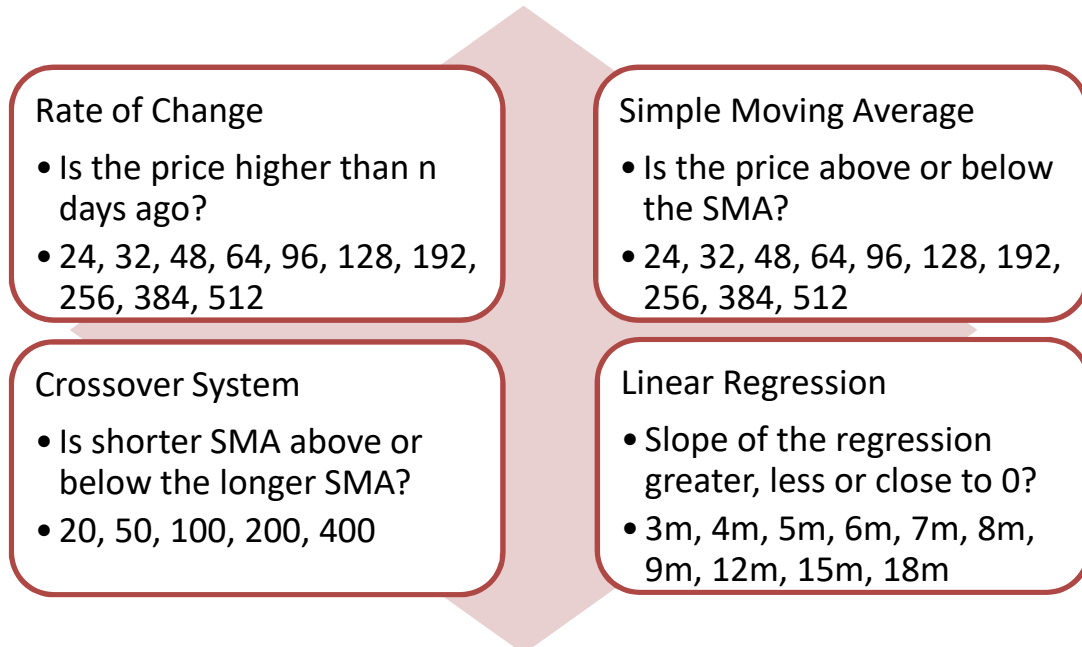 Rate of Change
• Is the price higher than n
days ago?
• 24, 32, 48, 64, 96, 128, 192,
256, 384, 512
Simple Moving Average
• Is the price above or below
the SMA?
• 24, 32, 48, 64, 96, 128, 192,
256, 384, 512
Crossover System
• Is shorter SMA above or
below the longer SMA?
• 20, 50, 100, 200, 400
Linear Regression
• Slope of the regression
greater, less or close to 0?
• 3m, 4m, 5m, 6m, 7m, 8m,
9m, 12m, 15m, 18m